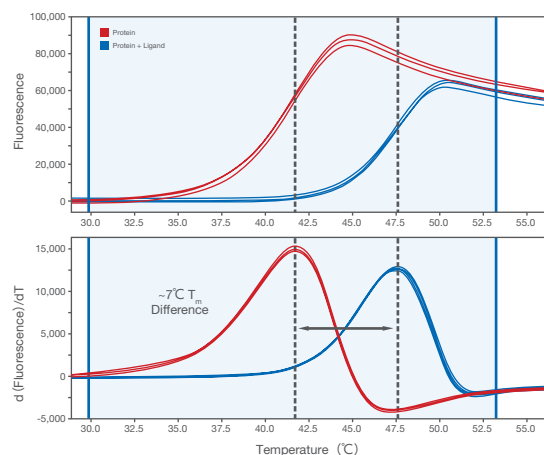 100,000
80,000
60,000
40,000
20,000
0
Fluorescence
Protein
Protein + Ligand
30.0 32.5 35.0 37.5 40.0 42.5 45.0 47.5 50.0 52.5 55.0
15,000
10,000
5,000
0
-5,000
d (Fluorescence)/dT
~7℃ Tm
Difference
30.0 32.5 35.0 37.5 40.0 42.5 45.0 47.6 50.0 52.5 55.0
Temperature (℃)